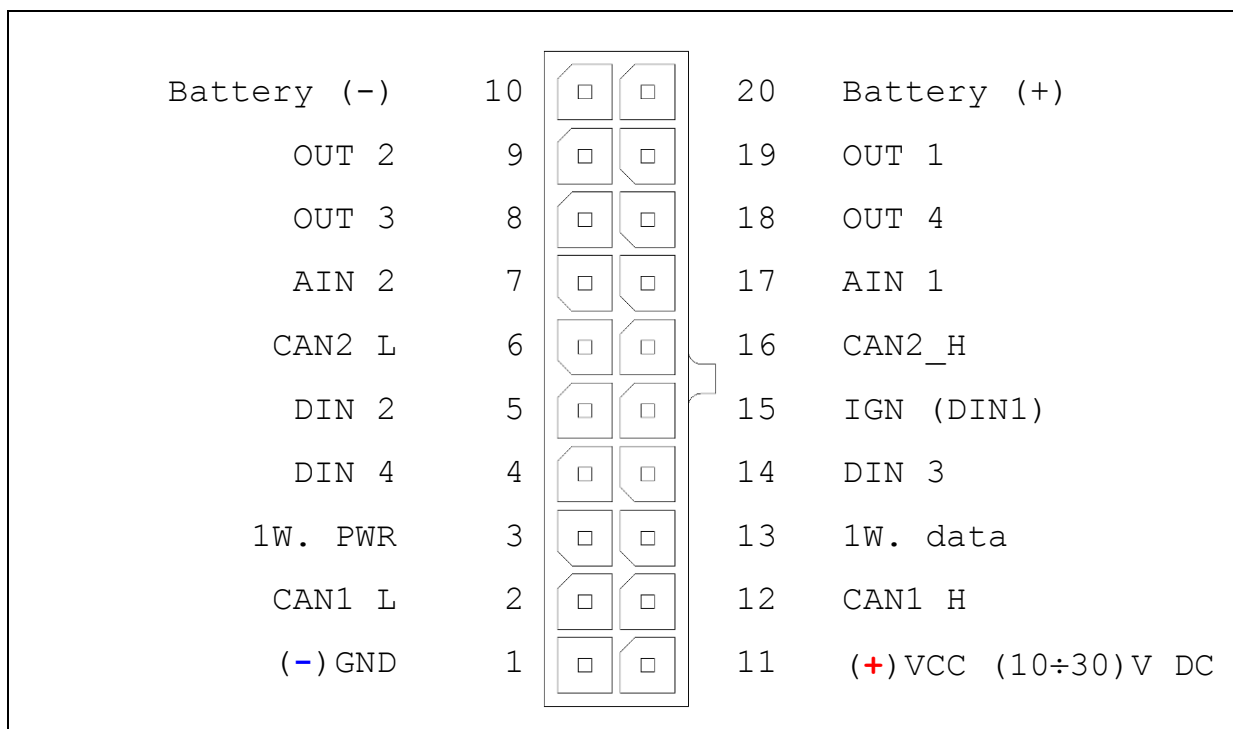 Battery (-) 10 20 Battery (+)
OUT 2 9 19 OUT 1
OUT 3 8 18 OUT 4
AIN 2 7 17 AIN 1
CAN2 L 6 16 CAN2_H
DIN 2 5 15 IGN (DIN1)
DIN 4 4 14 DIN 3
1W. PWR 3 13 1W. data
CAN1 L 2 12 CAN1 H
(-)GND 1 11 (+)VCC (10÷30)V DC